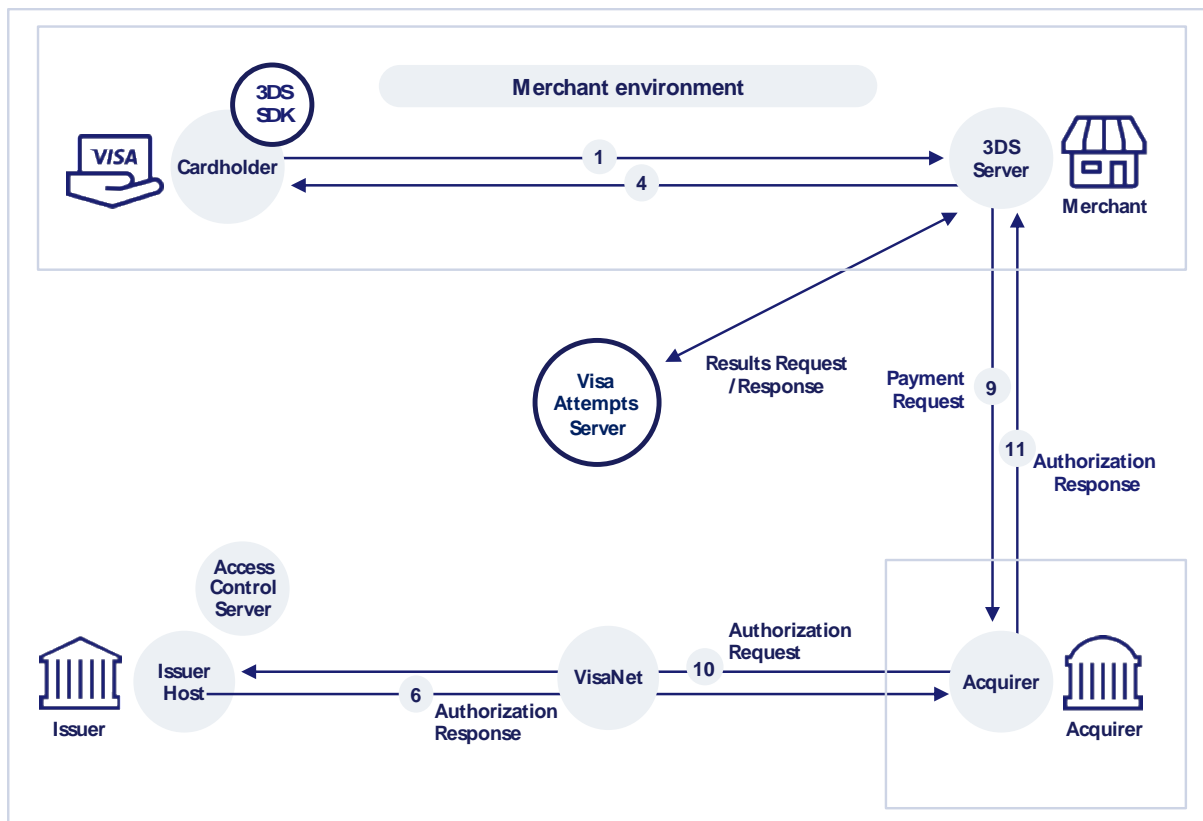 3DS
SDK
Merchant environment
VISA
Cardholder
1
4
3DS
Server
Merchant
Visa
Attempts
Server
Results Request
/Response
Payment
Request
9
11
Authorization
Response
Access
Control
Server
Issuer
Issuer
Host
6
Authorization
Response
VisaNet
Authorization
Request
10
Acquirer
Acquirer